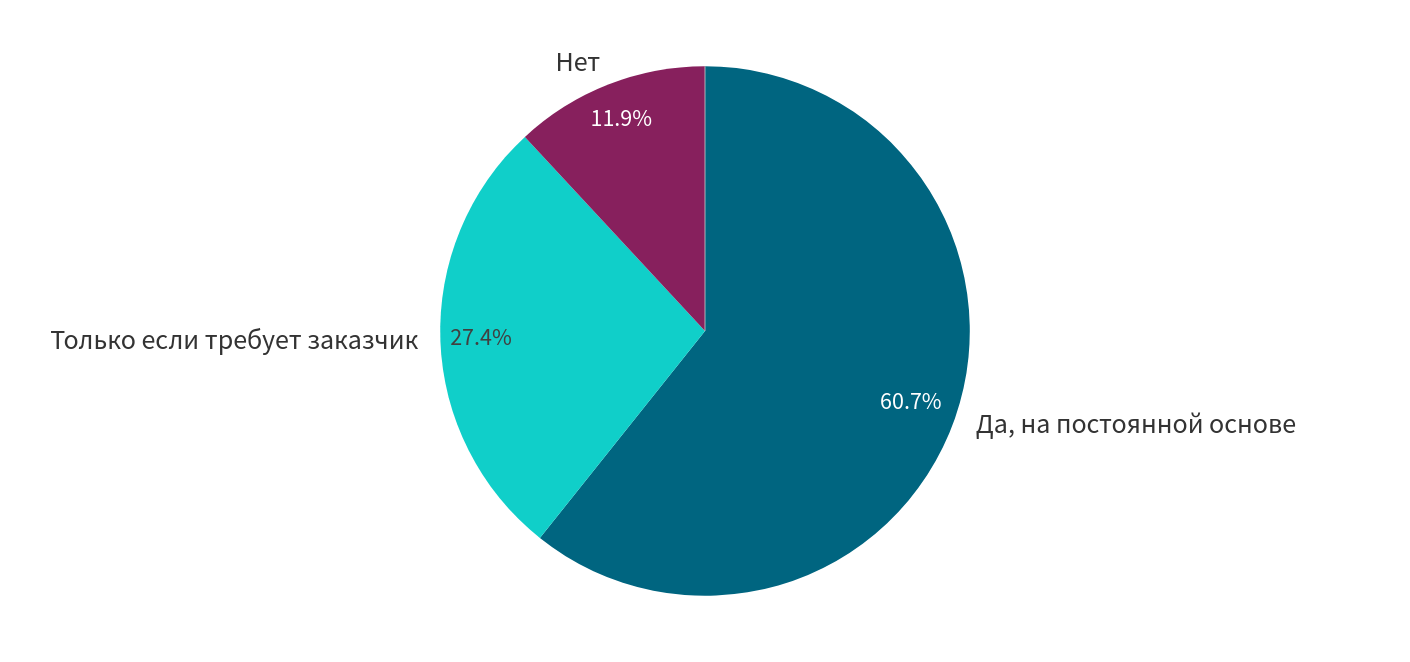 Нет
11.9%
Только если требует заказчик
27.4%
60.7%
Да, на постоянной основе